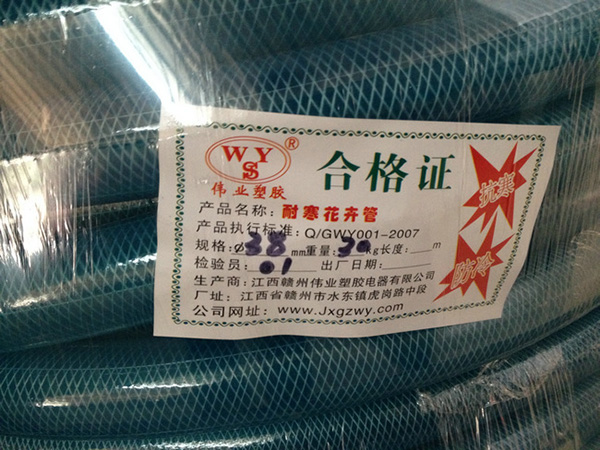 WSY ®
伟业塑胶
合格证
抗寒
防冷
产品名称：耐寒花卉管
产品执行标准：Q/GWY001-2007
规格：Ø 38 mm重量：30 kg长度：___m
检验员：01 出厂日期：
生产商：江西赣州伟业塑胶电器有限公司
厂址：江西省赣州市水东镇虎岗路中段
公司网址：www.Jxgzwy.com